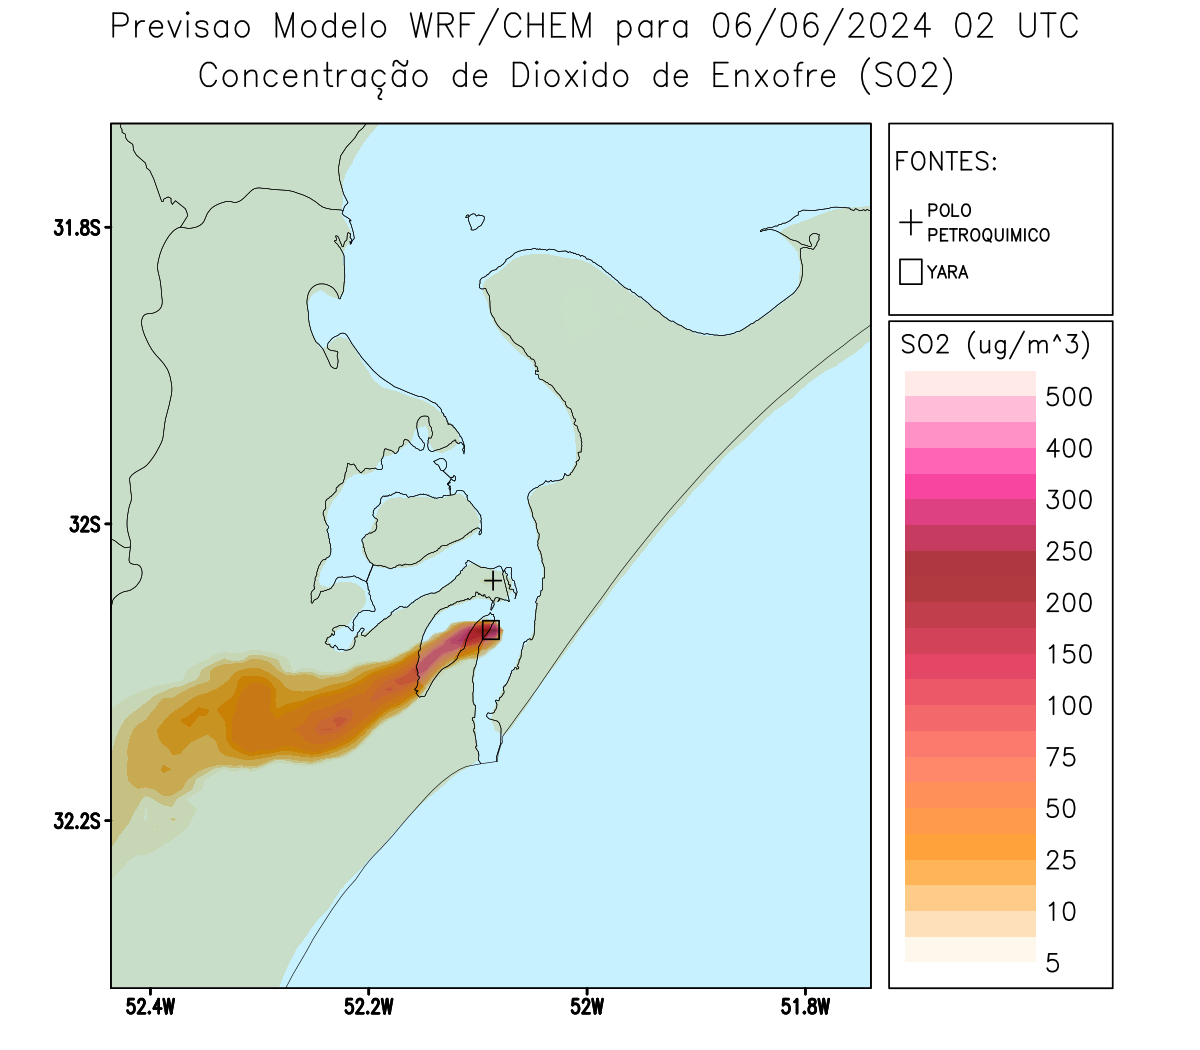 Previsao Modelo WRF/CHEM para 06/06/2024 02 UTC
Concentração de Dioxido de Enxofre (SO2)
FONTES:
POLO
PETROQUIMICO
YARA
SO2 (ug/m^3)
500
400
300
250
200
150
100
75
50
25
10
5
31.8S
32S
32.2S
52.4W
52.2W
52W
51.8W